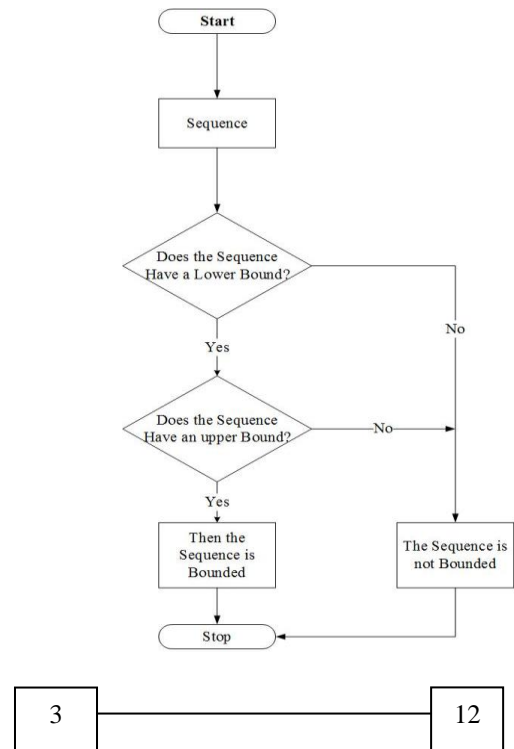 Start
Sequence
Does the Sequence
Have a Lower Bound?
No
Yes
Does the Sequence
Have an upper Bound?
No
Yes
Then the
Sequence is
Bounded
The Sequence is
not Bounded
Stop
3
12